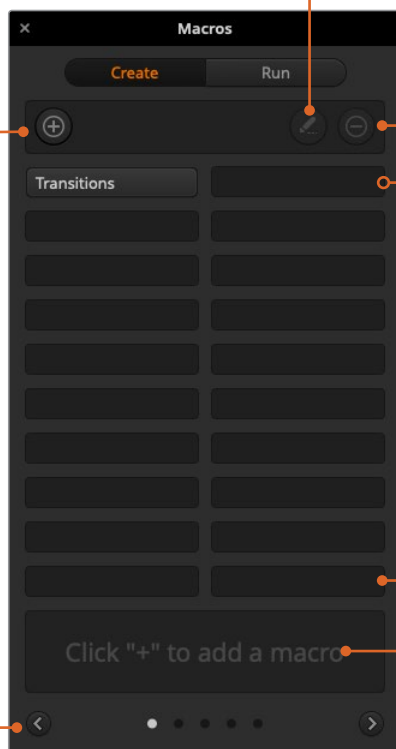 Macros
Create
Run
Transitions
Click "+" to add a macro